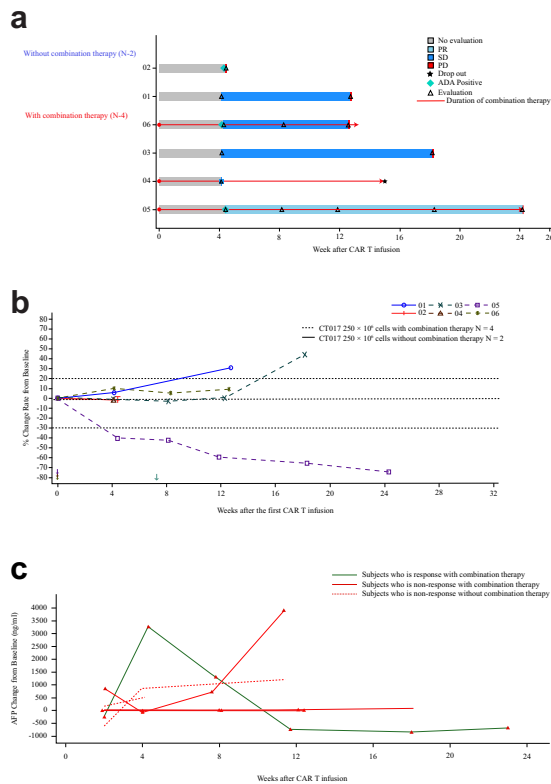 a
No evaluation
PR
SD
PD
Drop out
ADA Positive
Evaluation
Duration of combination therapy
Without combination therapy (N-2)
With combination therapy (N-4)
02
01
06
03
04
05
0 4 8 12 16 20 24 26
Week after CAR T infusion
b
01 03 05
02 04 06
CT017 250 × 10⁶ cells with combination therapy N = 4
CT017 250 × 10⁶ cells without combination therapy N = 2
% Change Rate from Baseline
80
70
60
50
40
30
20
10
0
-10
-20
-30
-40
-50
-60
-70
-80
0 4 8 12 16 20 24 28 32
Weeks after the first CAR T infusion
c
Subjects who is response with combination therapy
Subjects who is non-response with combination therapy
Subjects who is non-response without combination therapy
AFP Change from Baseline (ng/ml)
4000
3500
3000
2500
2000
1500
1000
500
0
-500
-1000
0 4 8 12 16 20 24
Weeks after CAR T infusion